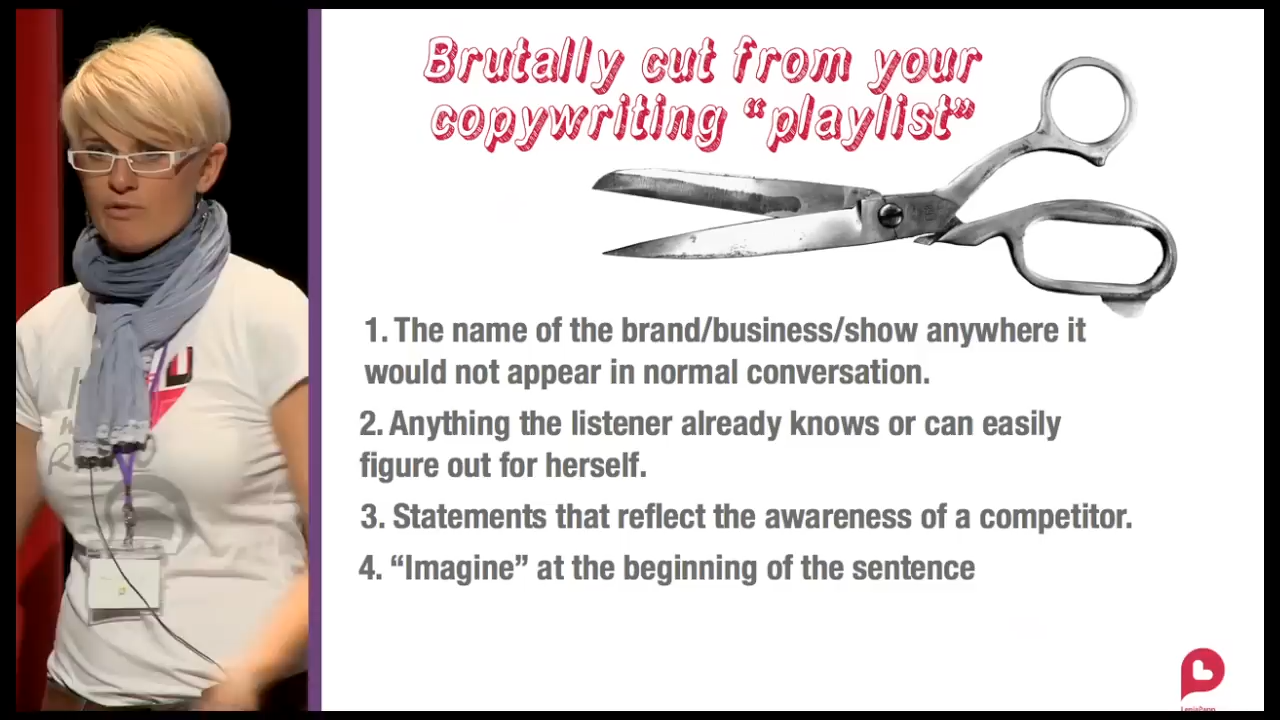 Brutally cut from your
copywriting “playlist”
1. The name of the brand/business/show anywhere it
would not appear in normal conversation.
2. Anything the listener already knows or can easily
figure out for herself.
3. Statements that reflect the awareness of a competitor.
4. “Imagine” at the beginning of the sentence